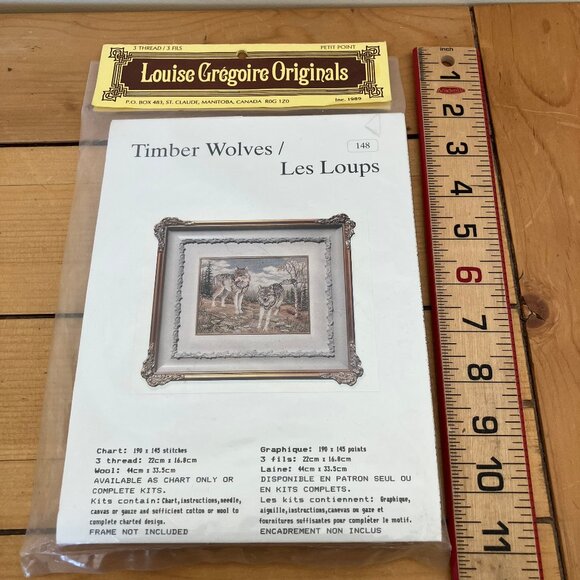 3 THREAD / 3 FILS PETIT POINT
Louise Grégoire Originals
P.O. BOX 483, ST. CLAUDE, MANITOBA, CANADA R0G 1Z0 Inc. 1989
Timber Wolves / 148
Les Loups
Chart: 190 x 145 stitches
3 thread: 22cm x 16.8cm
Wool: 44cm x 33.5cm
AVAILABLE AS CHART ONLY OR
COMPLETE KITS.
Kits contain: Chart, instructions, needle,
canvas or gauze and sufficient cotton or wool to
complete charted design.
FRAME NOT INCLUDED
Graphique: 190 x 145 points
3 fils: 22cm x 16.8cm
Laine: 44cm x 33.5cm
DISPONIBLE EN PATRON SEUL OU
EN KITS COMPLETS.
Les kits contiennent: Graphique,
aiguille, instructions, canevas ou gaze et
fournitures suffisantes pour compléter le motif.
ENCADREMENT NON INCLUS
inch
1
2
3
4
5
6
7
8
9
10
11